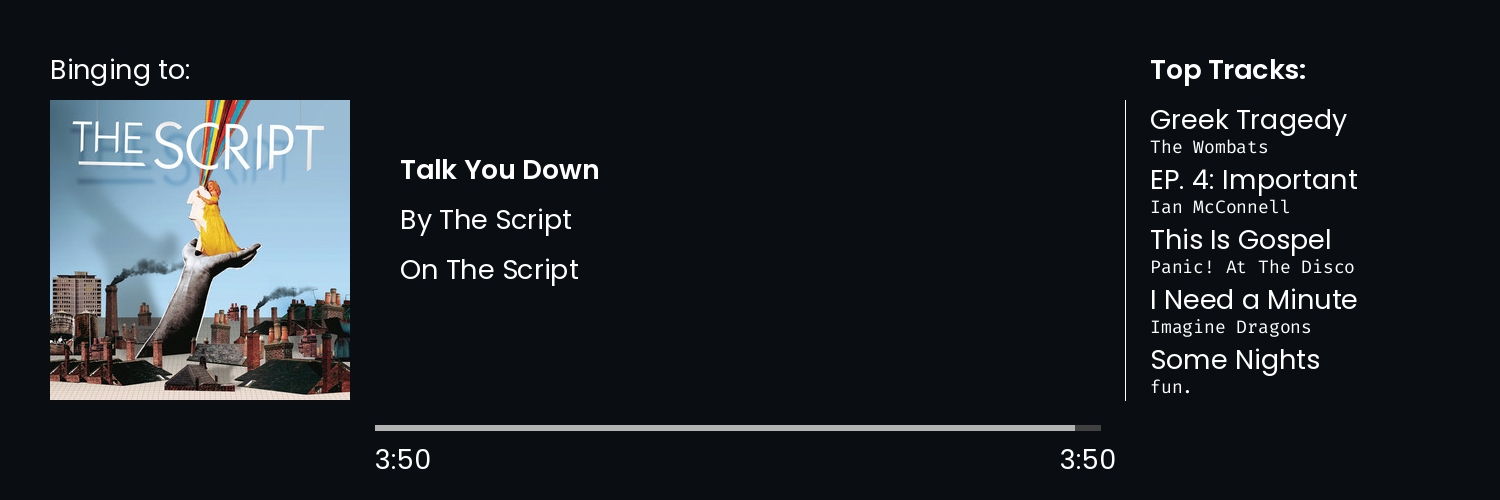 Binging to:
THE SCRIPT
Talk You Down
By The Script
On The Script
3:50
3:50
Top Tracks:
Greek Tragedy
The Wombats
EP. 4: Important
Ian McConnell
This Is Gospel
Panic! At The Disco
I Need a Minute
Imagine Dragons
Some Nights
fun.